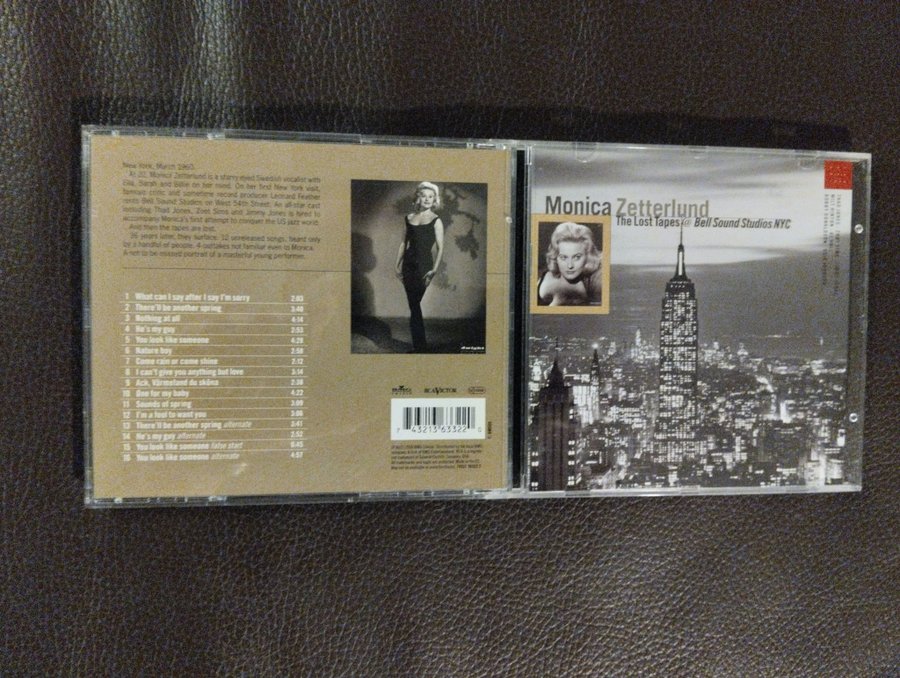 New York, March 1960.
At 22, Monica Zetterlund is a starry-eyed Swedish vocalist with
Ella, Sarah and Billie on her mind. On her first New York visit,
famous critic and sometime record producer Leonard Feather
rents Bell Sound Studios on West 54th Street. An all-star cast
including Thad Jones, Zoot Sims and Jimmy Jones is hired to
accompany Monica's first attempt to conquer the US jazz world.
And then the tapes are lost.
36 years later, they surface. 12 unreleased songs, heard only
by a handful of people. 4 outtakes not familiar even to Monica.
A not to be missed portrait of a masterful young performer.
1 What can I say after I say I'm sorry 2:03
2 There'll be another spring 3:40
3 Nothing at all 4:14
4 He's my guy 2:53
5 You look like someone 4:28
6 Nature boy 2:58
7 Come rain or come shine 2:12
8 I can't give you anything but love 3:14
9 Ack, Värmeland du sköna 2:38
10 One for my baby 4:22
11 Sounds of spring 3:09
12 I'm a fool to want you 3:08
13 There'll be another spring alternate
14 He's my guy alternate 2:52
15 You look like someone false start
16 You look like someone alternate 4:57
RCA VICTOR
7 43213 63322 0
Monica Zetterlund
The Lost Tapes @ Bell Sound Studios NYC